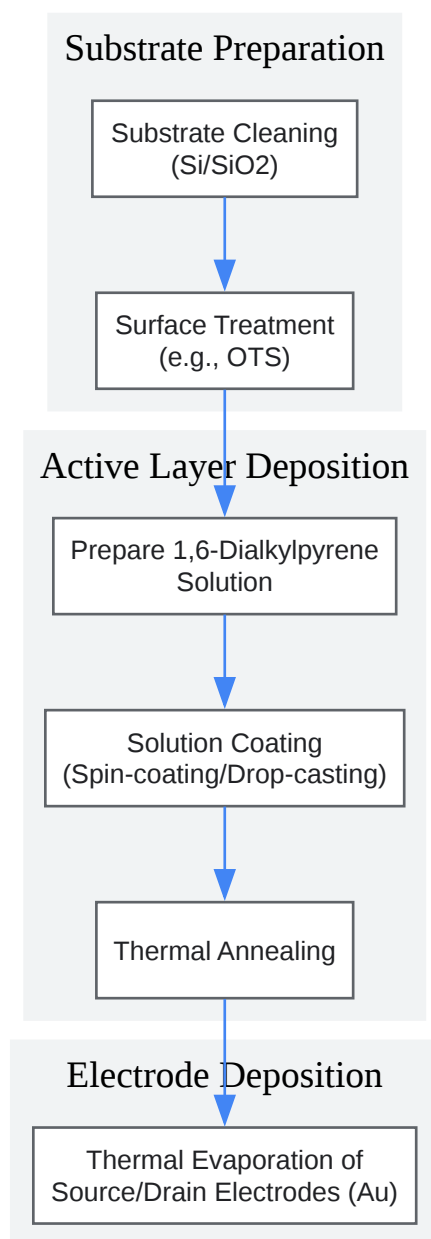 Substrate Preparation
Substrate Cleaning
(Si/SiO2)
Surface Treatment
(e.g., OTS)
Active Layer Deposition
Prepare 1,6-Dialkylpyrene
Solution
Solution Coating
(Spin-coating/Drop-casting)
Thermal Annealing
Electrode Deposition
Thermal Evaporation of
Source/Drain Electrodes (Au)